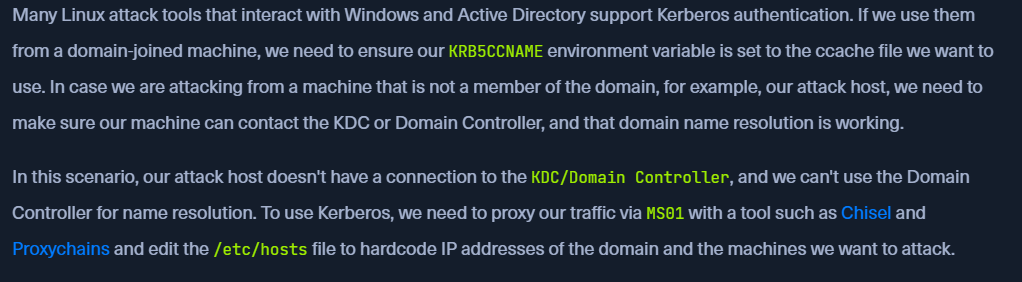 Many Linux attack tools that interact with Windows and Active Directory support Kerberos authentication. If we use them
from a domain-joined machine, we need to ensure our KRB5CCNAME environment variable is set to the ccache file we want to
use. In case we are attacking from a machine that is not a member of the domain, for example, our attack host, we need to
make sure our machine can contact the KDC or Domain Controller, and that domain name resolution is working.
In this scenario, our attack host doesn't have a connection to the KDC/Domain Controller, and we can't use the Domain
Controller for name resolution. To use Kerberos, we need to proxy our traffic via MS01 with a tool such as Chisel and
Proxychains and edit the /etc/hosts file to hardcode IP addresses of the domain and the machines we want to attack.